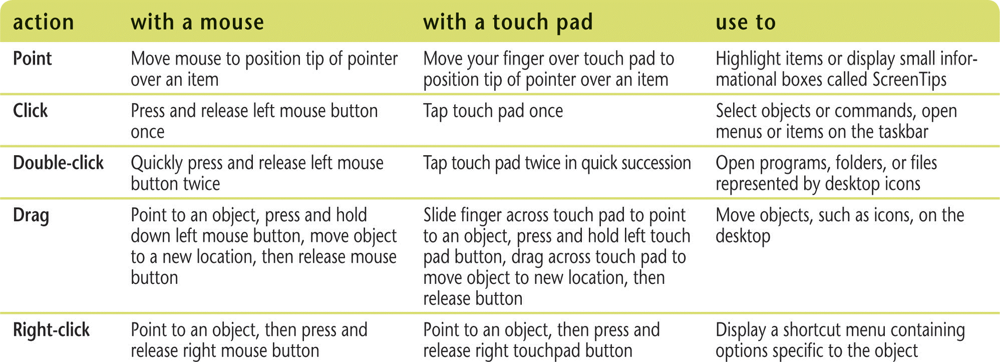 action with a mouse with a touch pad use to
Point
Move mouse to position tip of pointer
over an item
Move your finger over touch pad to
position tip of pointer over an item
Highlight items or display small infor-
mational boxes called ScreenTips
Click
Press and release left mouse button
once
Tap touch pad once
Select objects or commands, open
menus or items on the taskbar
Double-click
Quickly press and release left mouse
button twice
Tap touch pad twice in quick succession
Open programs, folders, or files
represented by desktop icons
Drag
Point to an object, press and hold
down left mouse button, move object
to a new location, then release mouse
button
Slide finger across touch pad to point
to an object, press and hold left touch
pad button, drag across touch pad to
move object to new location, then
release button
Move objects, such as icons, on the
desktop
Right-click
Point to an object, then press and
release right mouse button
Point to an object, then press and
release right touchpad button
Display a shortcut menu containing
options specific to the object